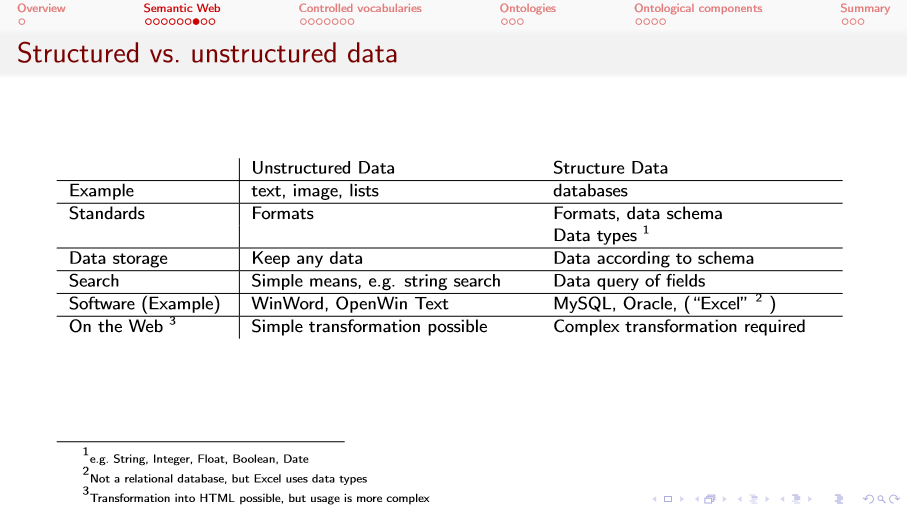 Overview Semantic Web Controlled vocabularies Ontologies Ontological components Summary
Structured vs. unstructured data
Unstructured Data Structure Data
Example text, image, lists databases
Standards Formats Formats, data schema
Data types 1
Data storage Keep any data Data according to schema
Search Simple means, e.g. string search Data query of fields
Software (Example) WinWord, OpenWin Text MySQL, Oracle, (“Excel” 2 )
On the Web 3 Simple transformation possible Complex transformation required
1 e.g. String, Integer, Float, Boolean, Date
2 Not a relational database, but Excel uses data types
3 Transformation into HTML possible, but usage is more complex